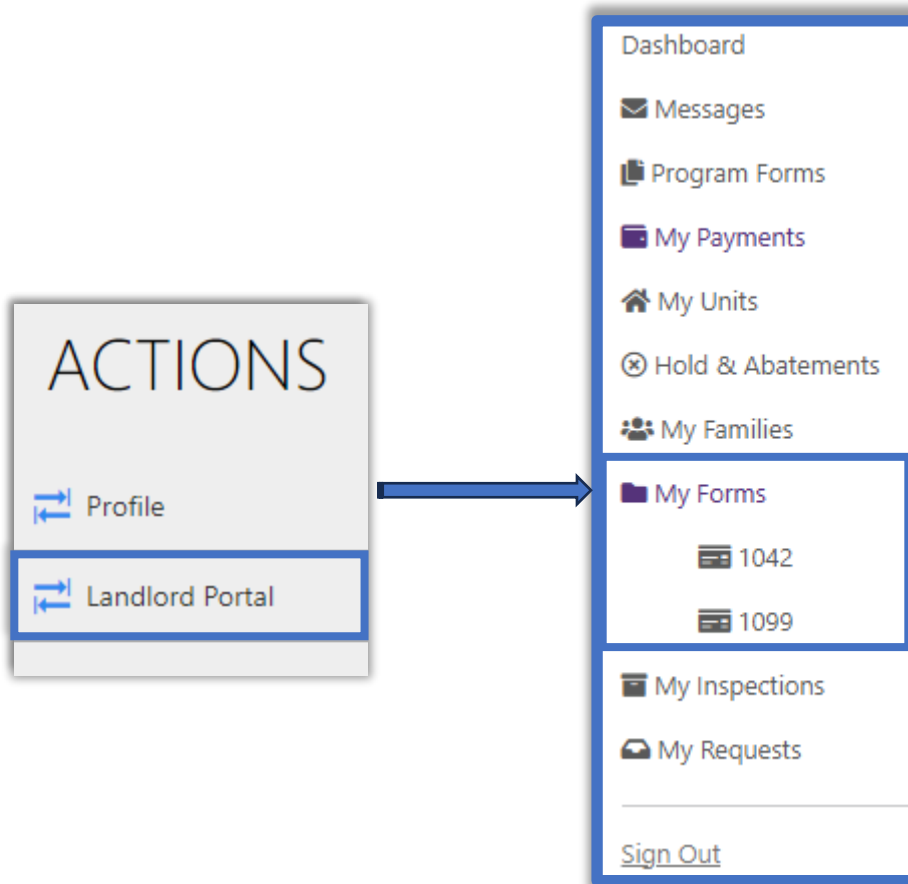 ACTIONS
Profile
Landlord Portal
Dashboard
Messages
Program Forms
My Payments
My Units
Hold & Abatements
My Families
My Forms
1042
1099
My Inspections
My Requests
Sign Out